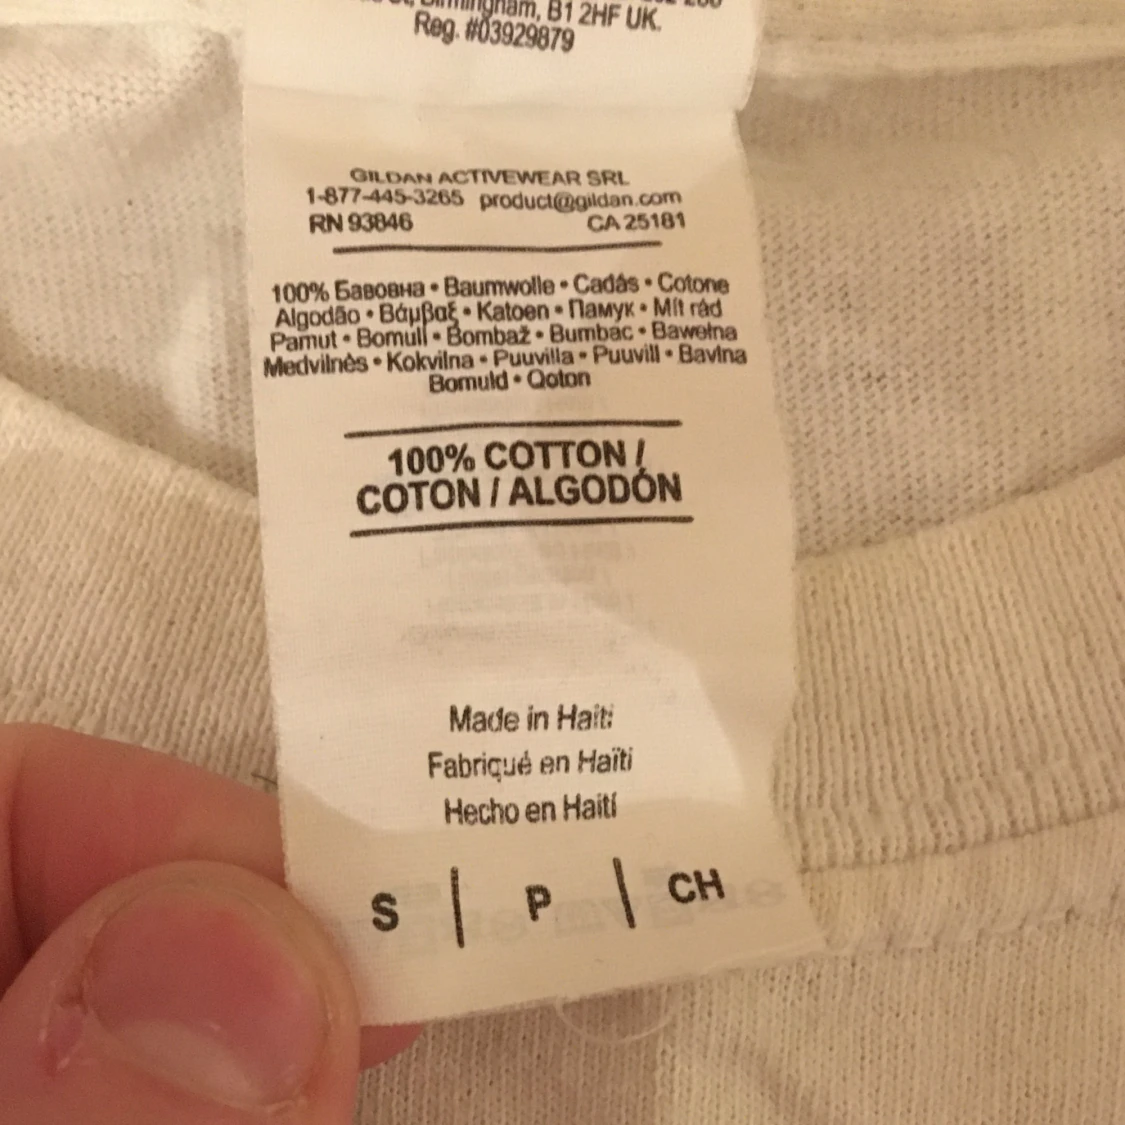 Birmingham, B1 2HF UK.
Reg. #03929879
GILDAN ACTIVEWEAR SRL
1-877-445-3265 product@gildan.com
RN 93846 CA 25181
100% Бавовна • Baumwolle • Cadás • Cotone
Algodão • Βάμβαξ • Katoen • Памук • Mít rád
Pamut • Bomull • Bombaž • Bumbac • Bawełna
Medvilnės • Kokvilna • Puuvilla • Puuvill • Bavlna
Bomuld • Qoton
100% COTTON /
COTON / ALGODÓN
Made in Haiti
Fabriqué en Haïti
Hecho en Haití
S | P | CH